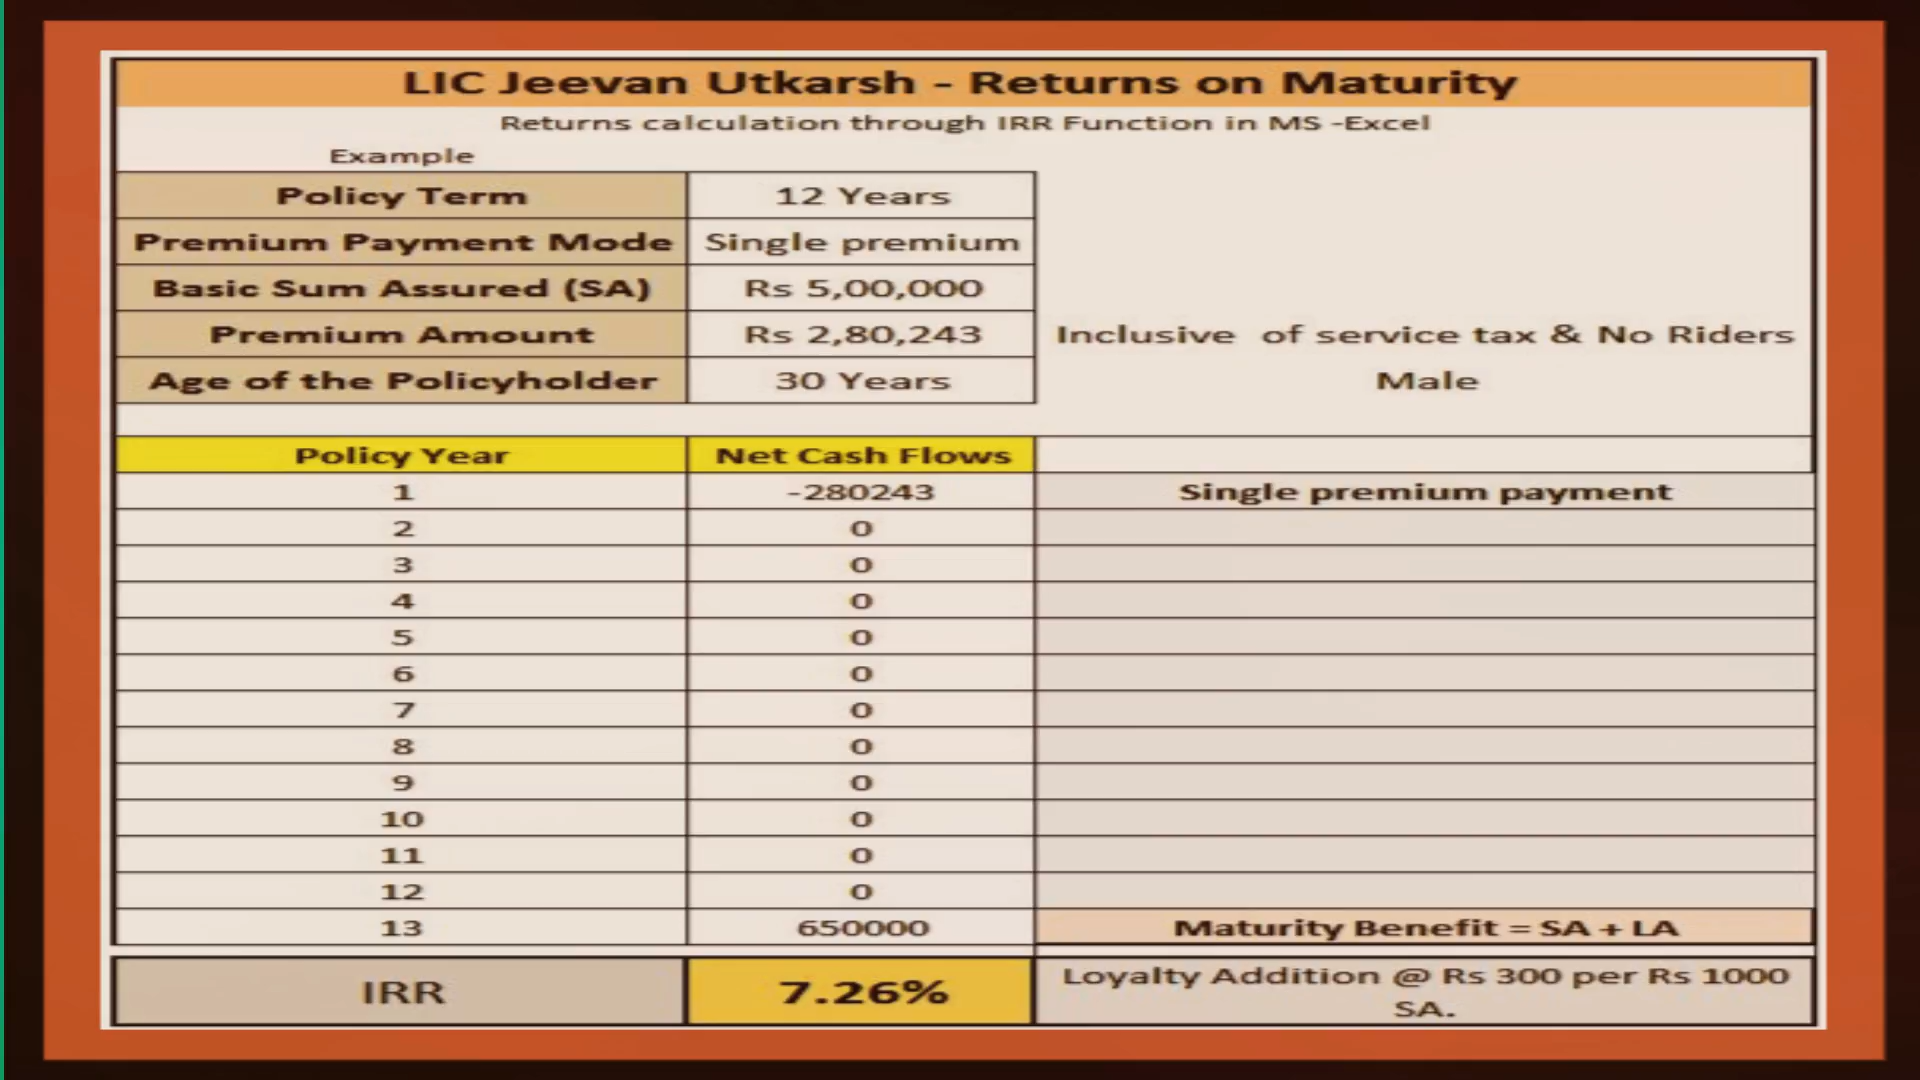 LIC Jeevan Utkarsh - Returns on Maturity
Returns calculation through IRR Function in MS -Excel
Example
Policy Term 12 Years
Premium Payment Mode Single premium
Basic Sum Assured (SA) Rs 5,00,000
Premium Amount Rs 2,80,243 Inclusive of service tax & No Riders
Age of the Policyholder 30 Years Male
Policy Year Net Cash Flows
1 -280243 Single premium payment
2 0
3 0
4 0
5 0
6 0
7 0
8 0
9 0
10 0
11 0
12 0
13 650000 Maturity Benefit = SA + LA
IRR 7.26% Loyalty Addition @ Rs 300 per Rs 1000
SA.